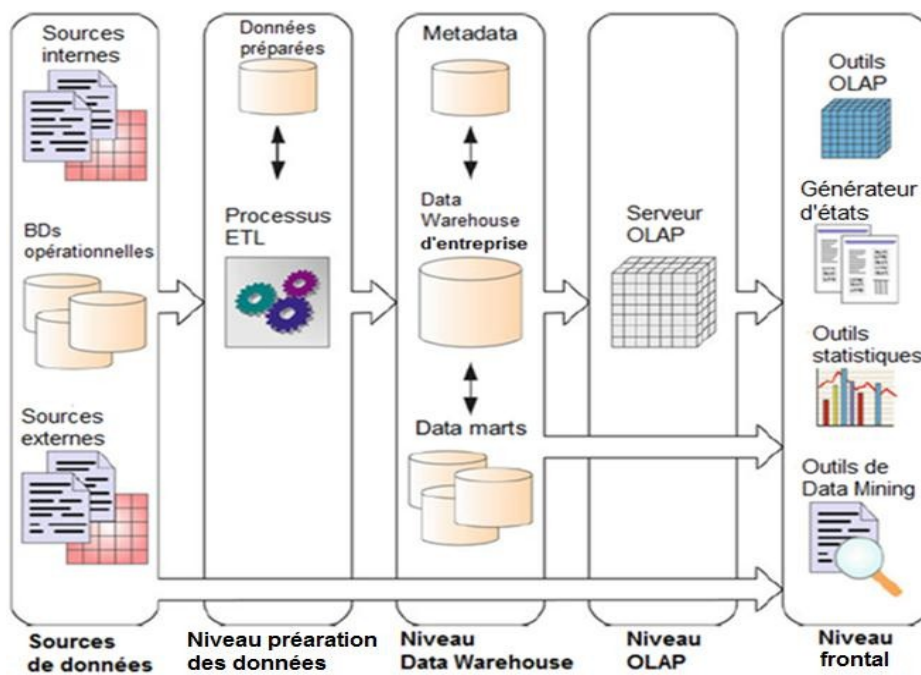 Sources
internes
BDs
opérationnelles
Sources
externes
Sources
de données
Données
préparées
Processus
ETL
Niveau préaration
des données
Metadata
Data
Warehouse
d'entreprise
Data marts
Niveau
Data Warehouse
Serveur
OLAP
Niveau
OLAP
Outils
OLAP
Générateur
d'états
Outils
statistiques
Outils de
Data Mining
Niveau
frontal